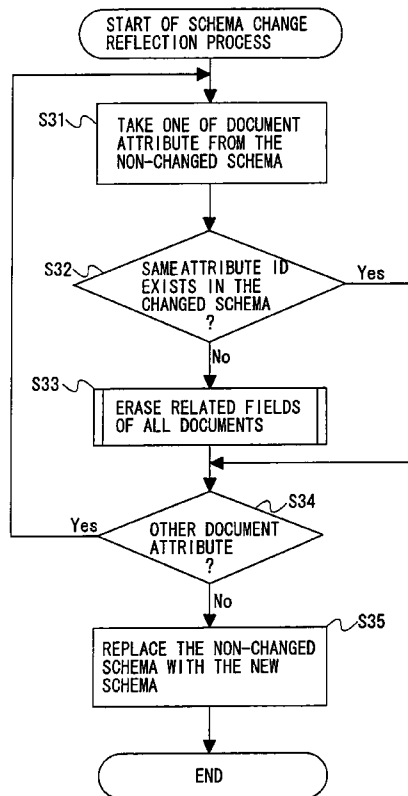 START OF SCHEMA CHANGE
REFLECTION PROCESS
S31
TAKE ONE OF DOCUMENT
ATTRIBUTE FROM THE
NON-CHANGED SCHEMA
S32
SAMEATTRIBUTE ID
EXISTS IN THE
CHANGED SCHEMA
?
Yes
No
S33
ERASE RELATED FIELDS
OF ALL DOCUMENTS
S34
Yes
OTHER DOCUMENT
ATTRIBUTE
?
No
S35
REPLACE THE NON-CHANGED
SCHEMA WITH THE NEW
SCHEMA
END